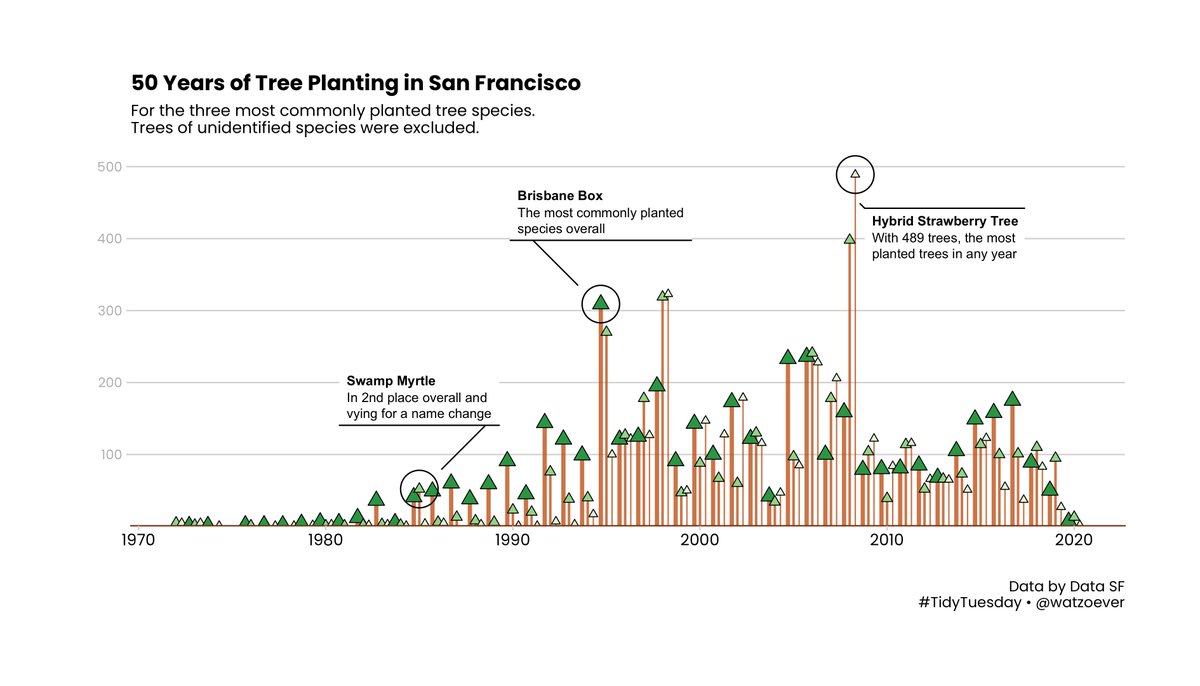 50 Years of Tree Planting in San Francisco
For the three most commonly planted tree species.
Trees of unidentified species were excluded.
500
Brisbane Box
The most commonly planted
species overall
Hybrid Strawberry Tree
With 489 trees, the most
planted trees in any year
400
300
Swamp Myrtle
In 2nd place overall and
vying for a name change
200
100
1970 1980 1990 2000 2010 2020
Data by Data SF
#TidyTuesday • @watzoever